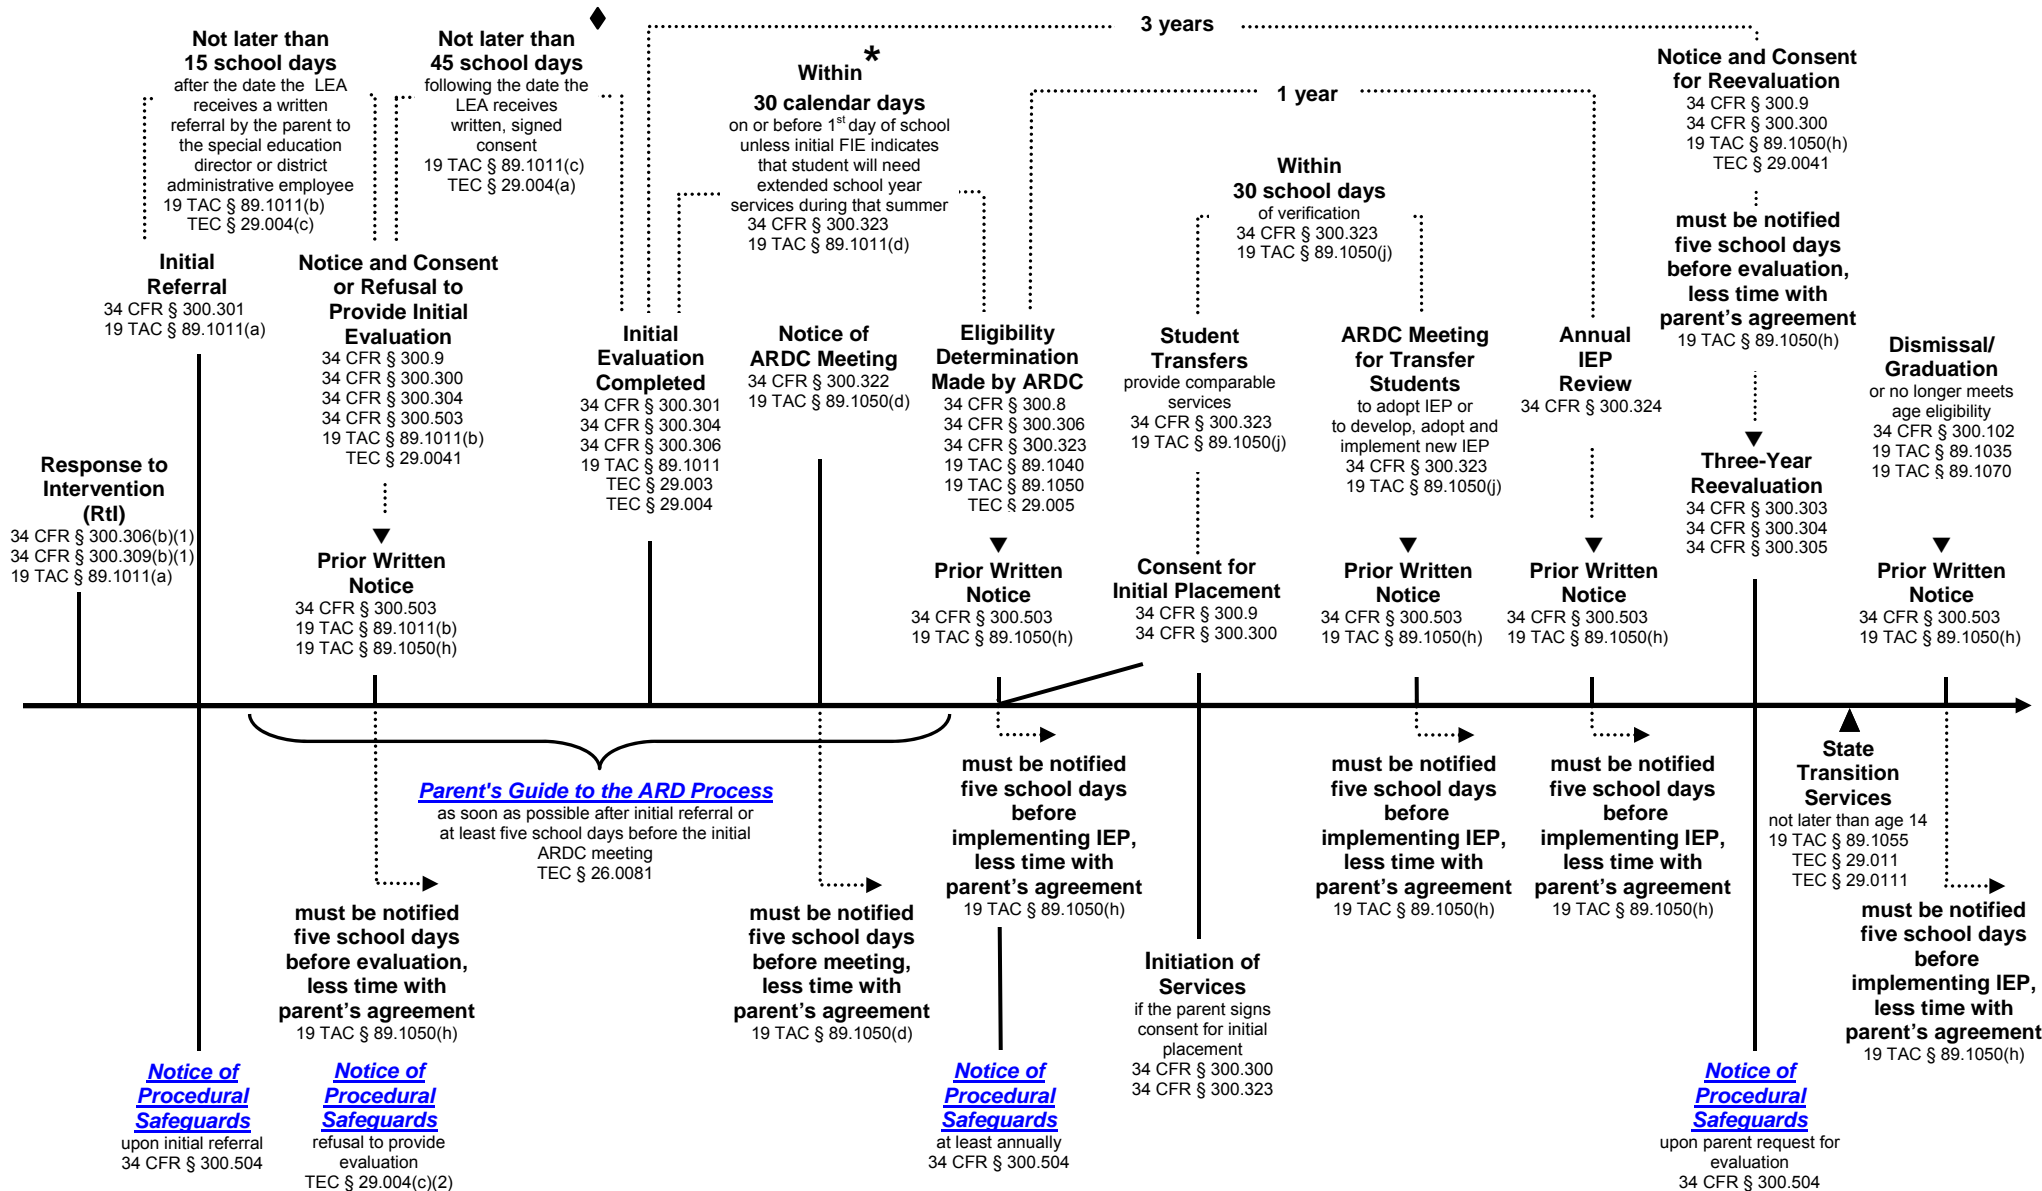 ♦
3 years
Not later than
15 school days
after the date the LEA
receives a written
referral by the parent to
the special education
director or district
administrative employee
19 TAC § 89.1011(b)
TEC § 29.004(c)
Not later than
45 school days
following the date the
LEA receives
written, signed
consent
19 TAC § 89.1011(c)
TEC § 29.004(a)
Within *
30 calendar days
on or before 1st day of school
unless initial FIE indicates
that student will need
extended school year
services during that summer
34 CFR § 300.323
19 TAC § 89.1011(d)
1 year
Within
30 school days
of verification
34 CFR § 300.323
19 TAC § 89.1050(j)
Notice and Consent
for Reevaluation
34 CFR § 300.9
34 CFR § 300.300
19 TAC § 89.1050(h)
TEC § 29.0041
must be notified
five school days
before evaluation,
less time with
parent's agreement
19 TAC § 89.1050(h)
Response to
Intervention
(RtI)
34 CFR § 300.306(b)(1)
34 CFR § 300.309(b)(1)
19 TAC § 89.1011(a)
Initial
Referral
34 CFR § 300.301
19 TAC § 89.1011(a)
Notice and Consent
or Refusal to
Provide Initial
Evaluation
34 CFR § 300.9
34 CFR § 300.300
34 CFR § 300.304
34 CFR § 300.503
19 TAC § 89.1011(b)
TEC § 29.0041
Prior Written
Notice
34 CFR § 300.503
19 TAC § 89.1011(b)
19 TAC § 89.1050(h)
Initial
Evaluation
Completed
34 CFR § 300.301
34 CFR § 300.304
34 CFR § 300.306
19 TAC § 89.1011
TEC § 29.003
TEC § 29.004
Notice of
ARDC Meeting
34 CFR § 300.322
19 TAC § 89.1050(d)
Eligibility
Determination
Made by ARDC
34 CFR § 300.8
34 CFR § 300.306
34 CFR § 300.323
19 TAC § 89.1040
19 TAC § 89.1050
TEC § 29.005
Prior Written
Notice
34 CFR § 300.503
19 TAC § 89.1050(h)
Student
Transfers
provide comparable
services
34 CFR § 300.323
19 TAC § 89.1050(j)
Consent for
Initial Placement
34 CFR § 300.9
34 CFR § 300.300
ARDC Meeting
for Transfer
Students
to adopt IEP or
to develop, adopt and
implement new IEP
34 CFR § 300.323
19 TAC § 89.1050(j)
Prior Written
Notice
34 CFR § 300.503
19 TAC § 89.1050(h)
Annual
IEP
Review
34 CFR § 300.324
Prior Written
Notice
34 CFR § 300.503
19 TAC § 89.1050(h)
Three-Year
Reevaluation
34 CFR § 300.303
34 CFR § 300.304
34 CFR § 300.305
Dismissal/
Graduation
or no longer meets
age eligibility
34 CFR § 300.102
19 TAC § 89.1035
19 TAC § 89.1070
Prior Written
Notice
34 CFR § 300.503
19 TAC § 89.1050(h)
Parent's Guide to the ARD Process
as soon as possible after initial referral or
at least five school days before the initial
ARDC meeting
TEC § 26.0081
must be notified
five school days
before evaluation,
less time with
parent's agreement
19 TAC § 89.1050(h)
must be notified
five school days
before meeting,
less time with
parent's agreement
19 TAC § 89.1050(d)
must be notified
five school days
before
implementing IEP,
less time with
parent's agreement
19 TAC § 89.1050(h)
Initiation of
Services
if the parent signs
consent for initial
placement
34 CFR § 300.300
34 CFR § 300.323
must be notified
five school days
before
implementing IEP,
less time with
parent's agreement
19 TAC § 89.1050(h)
must be notified
five school days
before
implementing IEP,
less time with
parent's agreement
19 TAC § 89.1050(h)
State
Transition
Services
not later than age 14
19 TAC § 89.1055
TEC § 29.011
TEC § 29.0111
must be notified
five school days
before
implementing IEP,
less time with
parent's agreement
19 TAC § 89.1050(h)
Notice of
Procedural
Safeguards
upon initial referral
34 CFR § 300.504
Notice of
Procedural
Safeguards
refusal to provide
evaluation
TEC § 29.004(c)(2)
Notice of
Procedural
Safeguards
at least annually
34 CFR § 300.504
Notice of
Procedural
Safeguards
upon parent request for
evaluation
34 CFR § 300.504